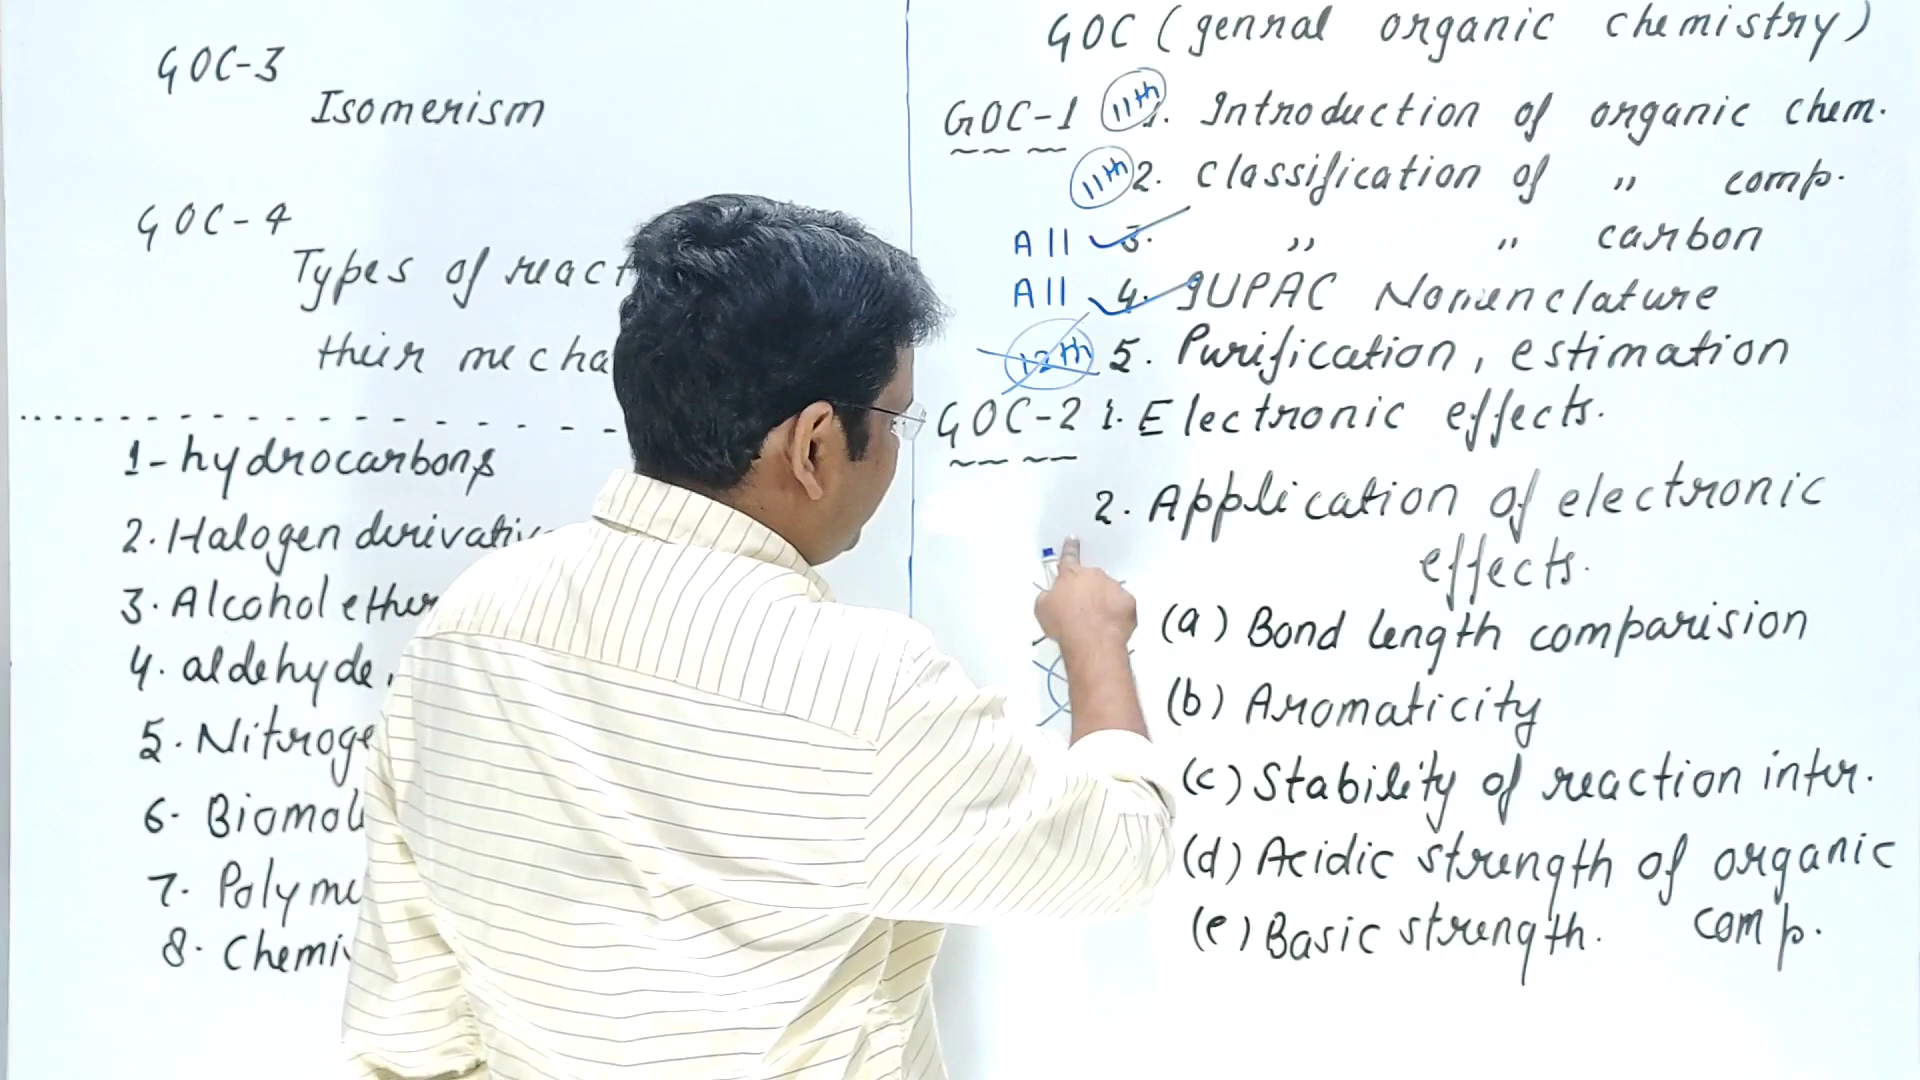 GOC-3
Isomerism
GOC-4
Types of react
their mecha
1-hydrocarbons
2. Halogen derivativ
3. Alcohol ether
4. aldehyde,
5. Nitroge
6. Biomol
7. Polyme
8. Chemi
GOC (genral organic chemistry)
GOC-1 11th 1. Introduction of organic chem.
11th 2. classification of " comp.
All 3. " " carbon
All 4. IUPAC Nomenclature
12th 5. Purification, estimation
GOC-2 1. Electronic effects.
2. Application of electronic
effects.
(a) Bond length comparision
(b) Aromaticity
(c) Stability of reaction inter.
(d) Acidic strength of organic
(e) Basic strength. comp.